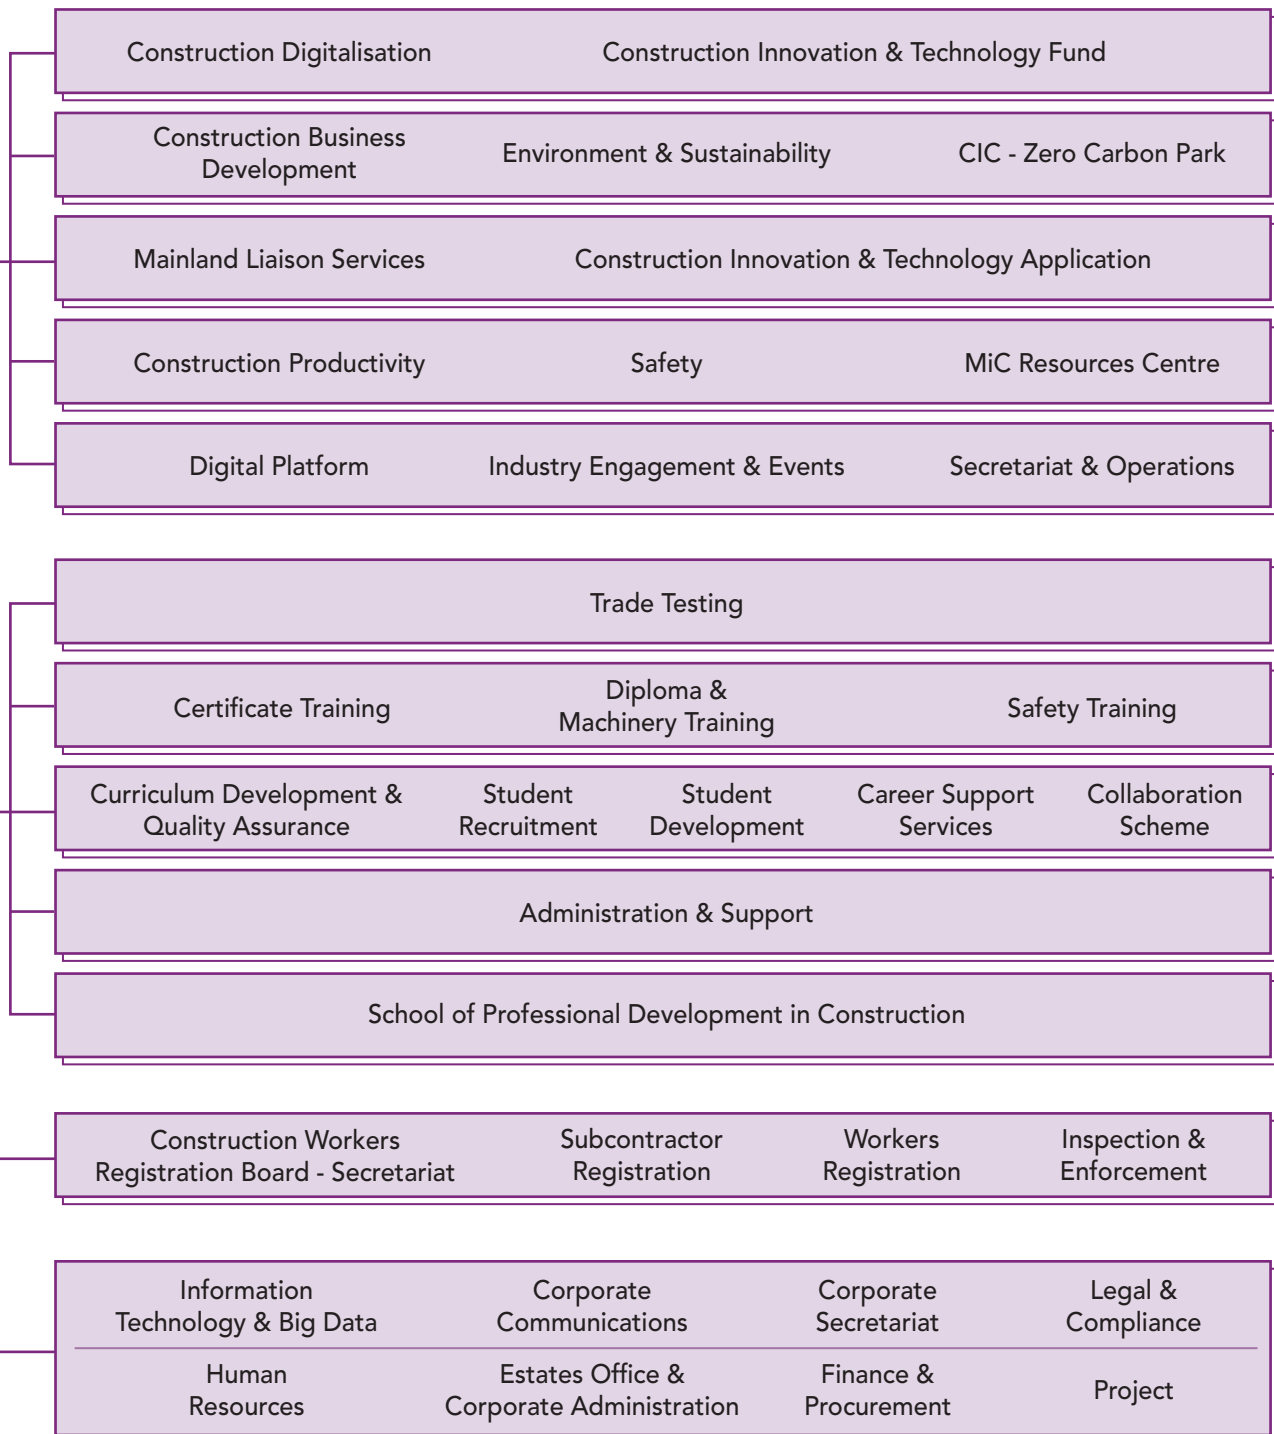 Construction Digitalisation
Construction Innovation & Technology Fund
Construction Business
Development
Environment & Sustainability
CIC - Zero Carbon Park
Mainland Liaison Services
Construction Innovation & Technology Application
Construction Productivity
Safety
MiC Resources Centre
Digital Platform
Industry Engagement & Events
Secretariat & Operations
Trade Testing
Certificate Training
Diploma &
Machinery Training
Safety Training
Curriculum Development &
Quality Assurance
Student
Recruitment
Student
Development
Career Support
Services
Collaboration
Scheme
Administration & Support
School of Professional Development in Construction
Construction Workers
Registration Board - Secretariat
Subcontractor
Registration
Workers
Registration
Inspection &
Enforcement
Information
Technology & Big Data
Corporate
Communications
Corporate
Secretariat
Legal &
Compliance
Human
Resources
Estates Office &
Corporate Administration
Finance &
Procurement
Project